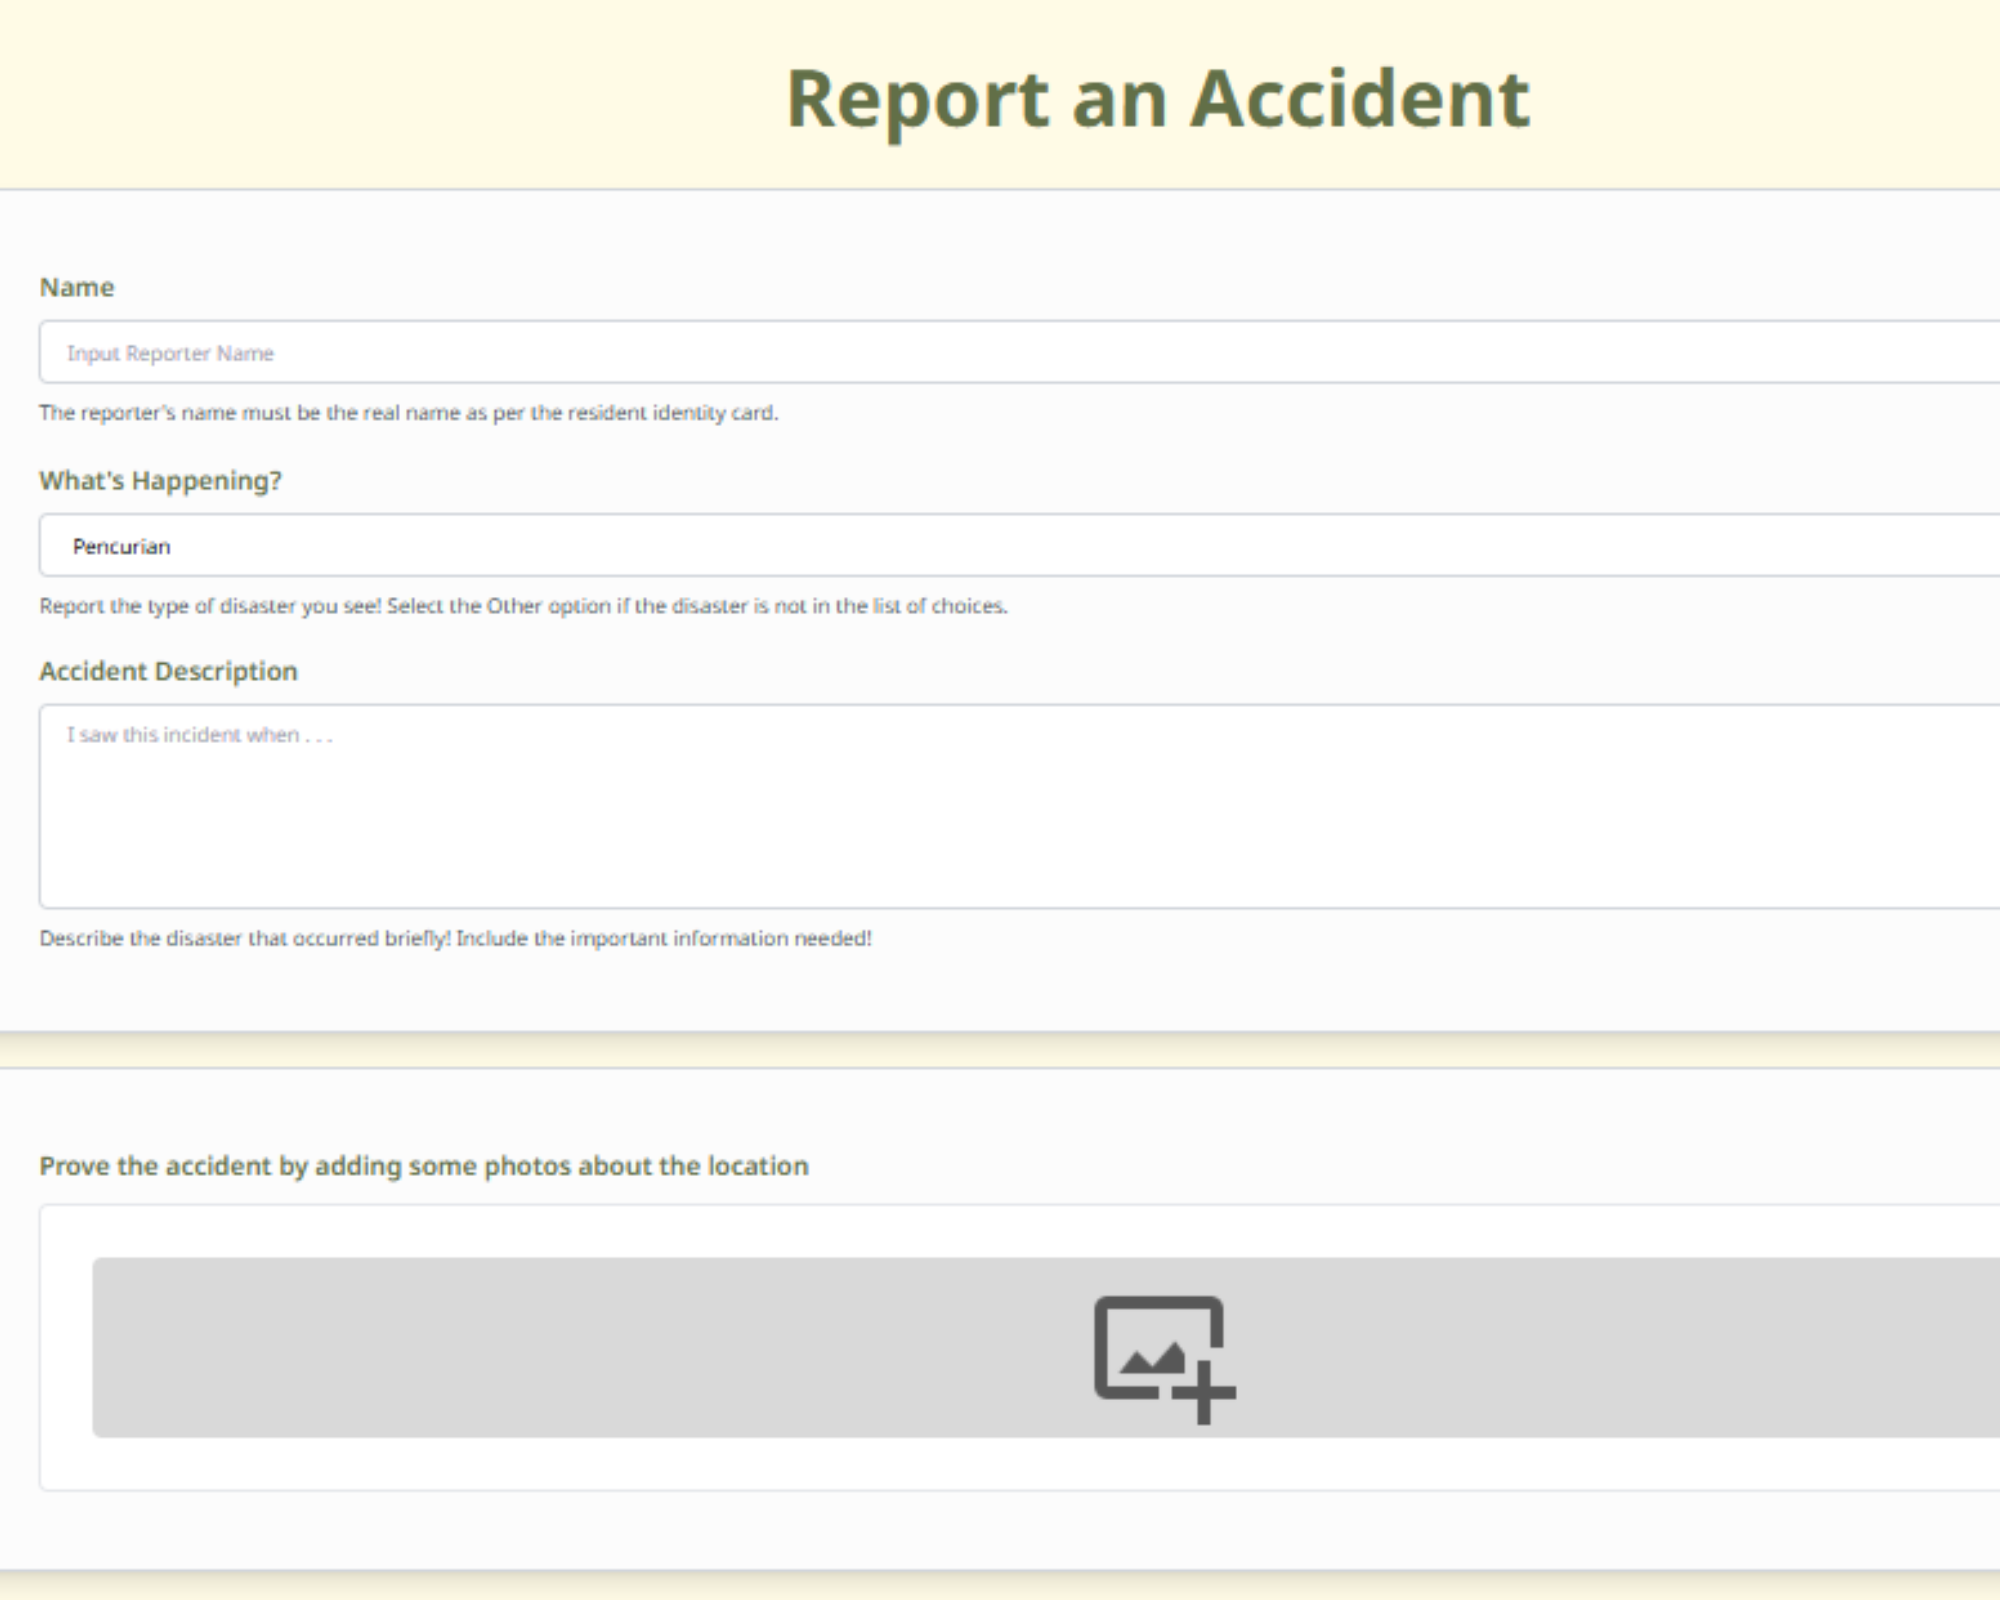 Report an Accident
Name
Input Reporter Name
The reporter's name must be the real name as per the resident identity card.
What's Happening?
Pencurian
Report the type of disaster you see! Select the Other option if the disaster is not in the list of choices.
Accident Description
I saw this incident when . . .
Describe the disaster that occurred briefly! Include the important information needed!
Prove the accident by adding some photos about the location